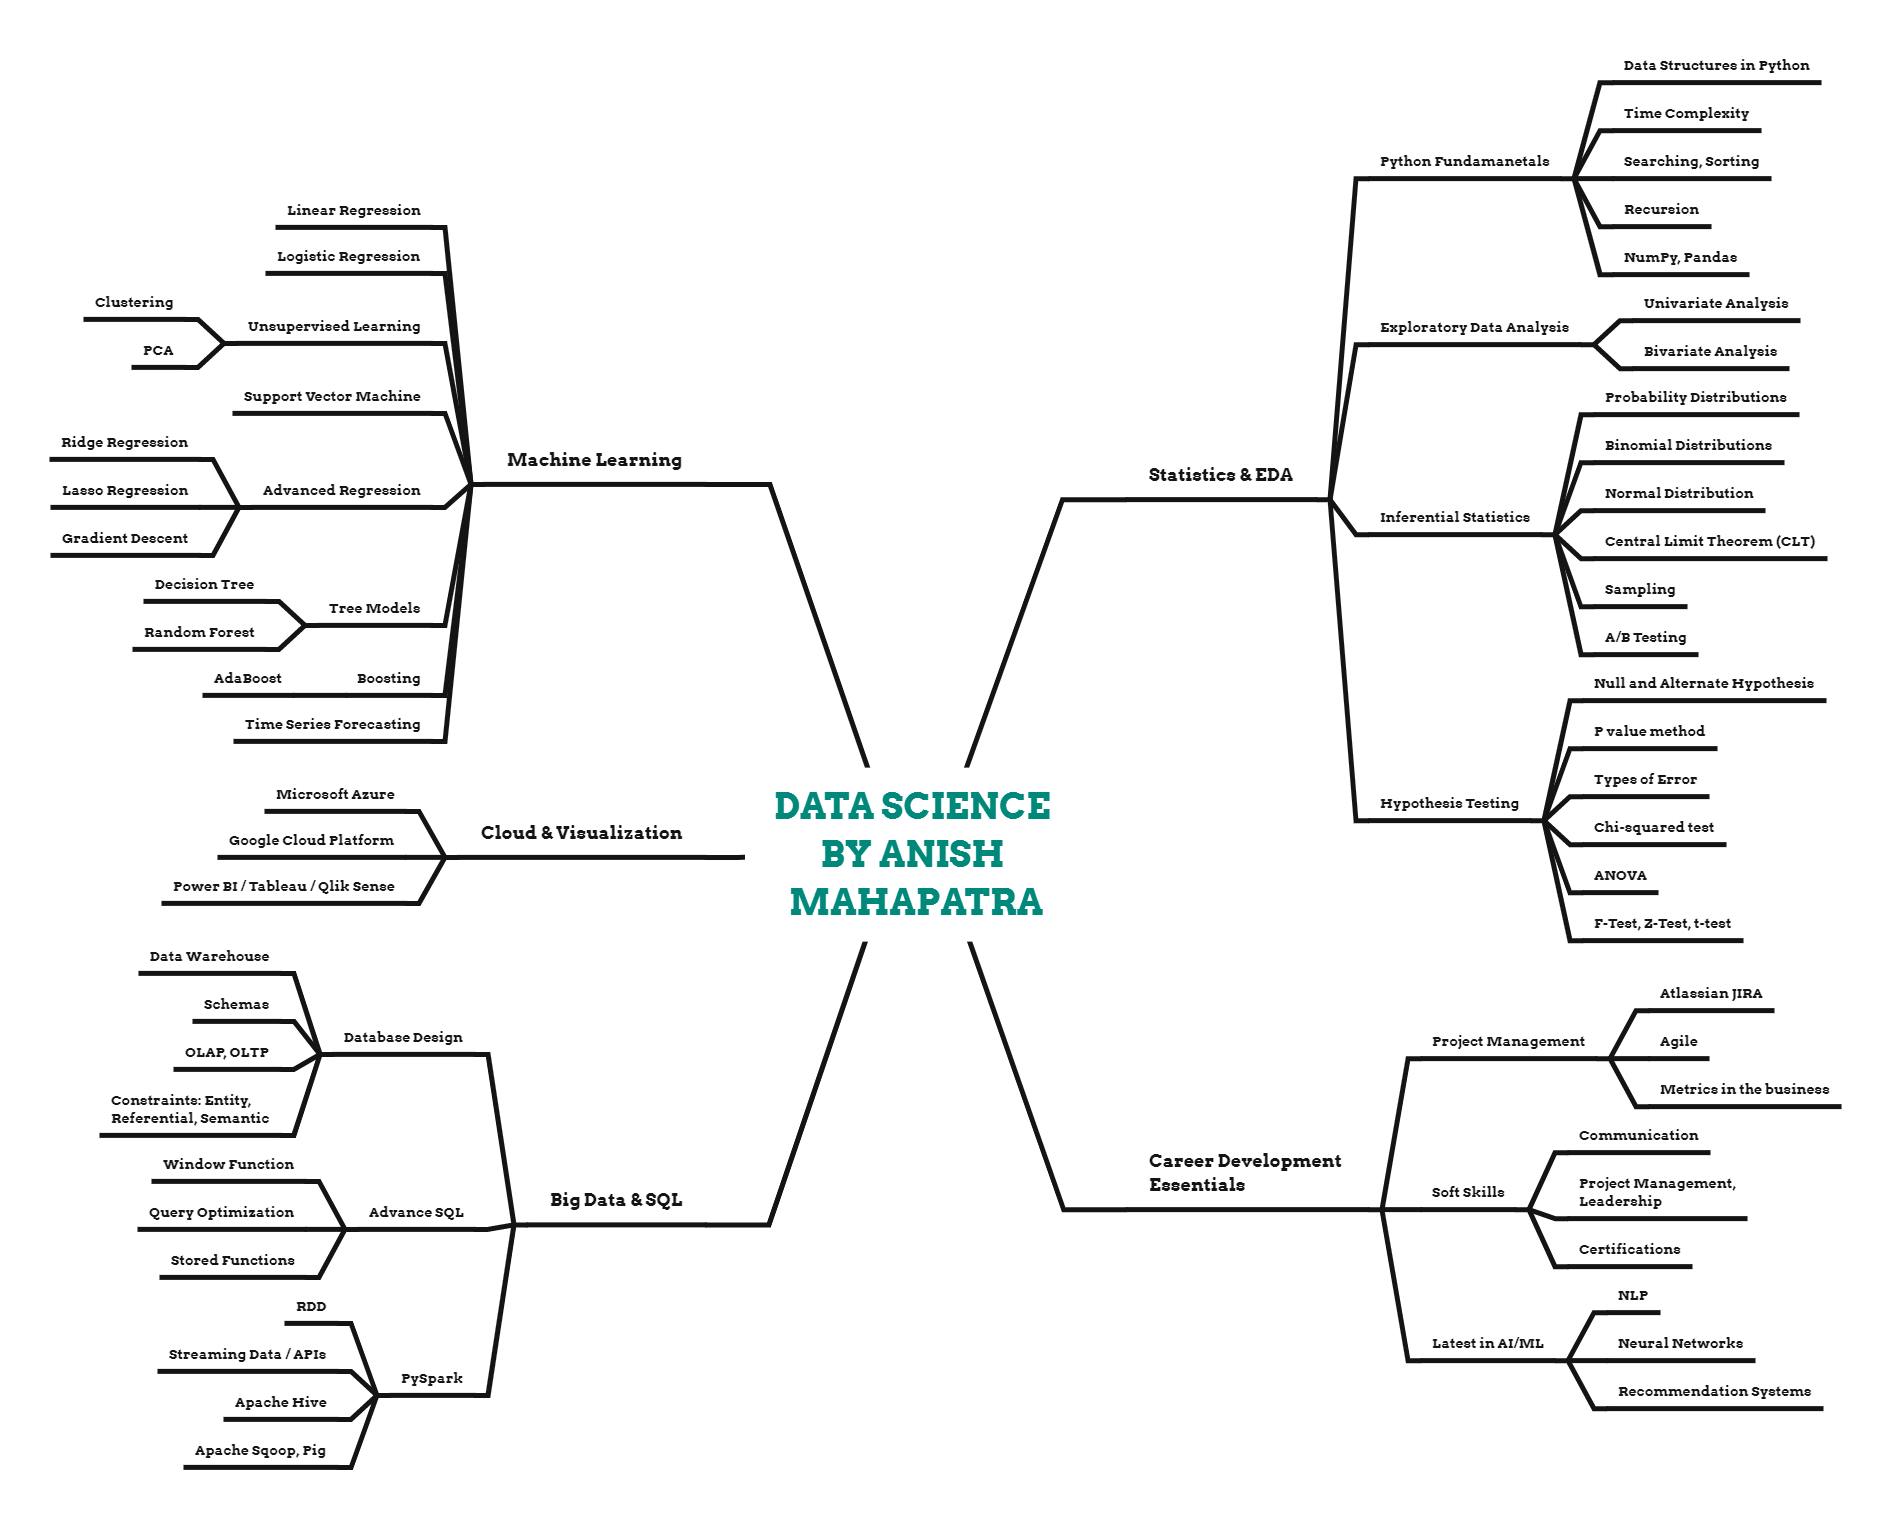 DATA SCIENCE
BY ANISH
MAHAPATRA
Machine Learning
Linear Regression
Logistic Regression
Unsupervised Learning
Clustering
PCA
Support Vector Machine
Advanced Regression
Ridge Regression
Lasso Regression
Gradient Descent
Tree Models
Decision Tree
Random Forest
Boosting
AdaBoost
Time Series Forecasting
Cloud & Visualization
Microsoft Azure
Google Cloud Platform
Power BI / Tableau / Qlik Sense
Big Data & SQL
Database Design
Data Warehouse
Schemas
OLAP, OLTP
Constraints: Entity,
Referential, Semantic
Advance SQL
Window Function
Query Optimization
Stored Functions
PySpark
RDD
Streaming Data / APIs
Apache Hive
Apache Sqoop, Pig
Statistics & EDA
Python Fundamanetals
Data Structures in Python
Time Complexity
Searching, Sorting
Recursion
NumPy, Pandas
Exploratory Data Analysis
Univariate Analysis
Bivariate Analysis
Inferential Statistics
Probability Distributions
Binomial Distributions
Normal Distribution
Central Limit Theorem (CLT)
Sampling
A/B Testing
Hypothesis Testing
Null and Alternate Hypothesis
P value method
Types of Error
Chi-squared test
ANOVA
F-Test, Z-Test, t-test
Career Development
Essentials
Project Management
Atlassian JIRA
Agile
Metrics in the business
Soft Skills
Communication
Project Management,
Leadership
Certifications
Latest in AI/ML
NLP
Neural Networks
Recommendation Systems